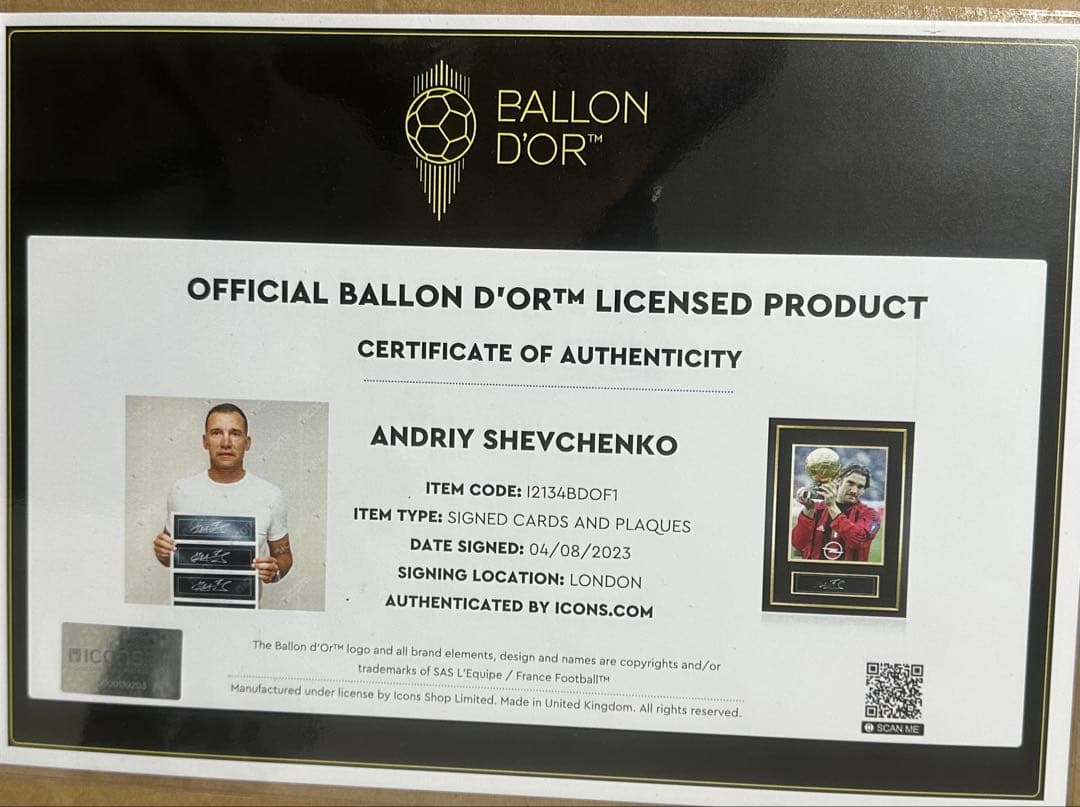 BALLON
D'OR™
OFFICIAL BALLON D'OR™ LICENSED PRODUCT
CERTIFICATE OF AUTHENTICITY
ANDRIY SHEVCHENKO
ITEM CODE: I2134BDOF1
ITEM TYPE: SIGNED CARDS AND PLAQUES
DATE SIGNED: 04/08/2023
SIGNING LOCATION: LONDON
AUTHENTICATED BY ICONS.COM
ICONS
The Ballon d'Or™ logo and all brand elements, design and names are copyrights and/or
trademarks of SAS L'Equipe / France Football™
Manufactured under license by Icons Shop Limited. Made in United Kingdom. All rights reserved.
SCAN ME